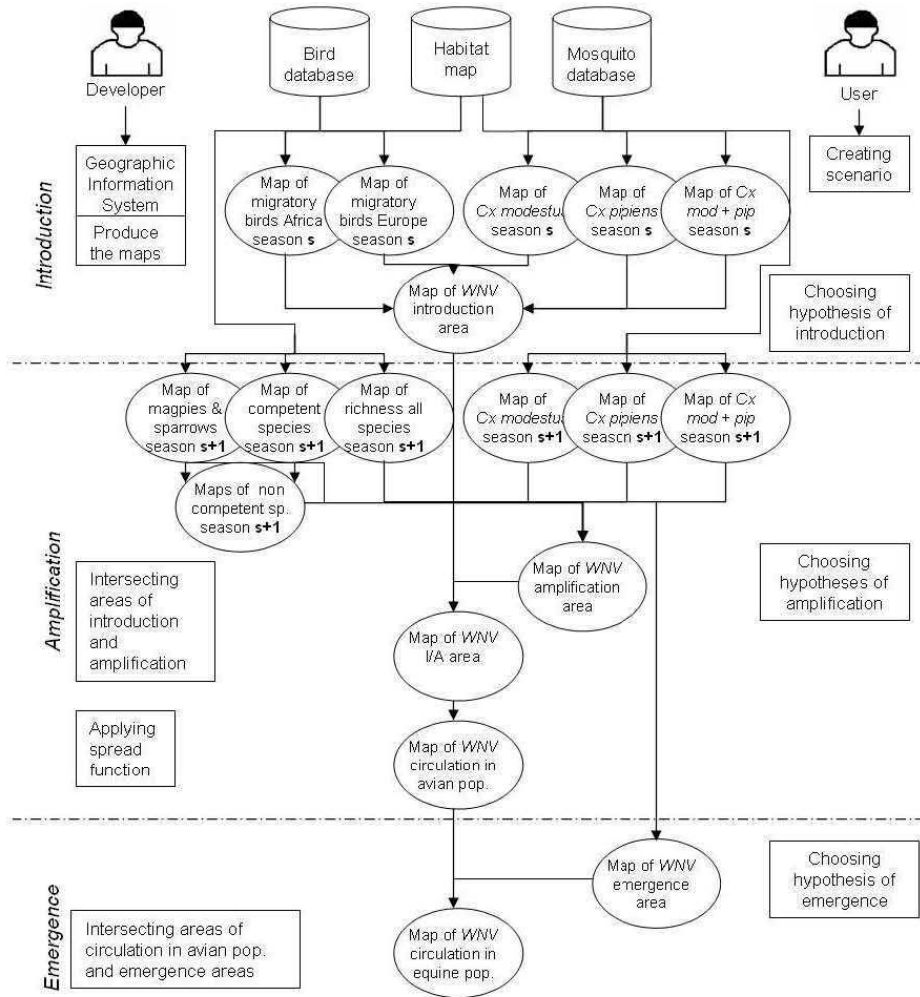 Developer
Bird
database
Habitat
map
Mosquito
database
User
Introduction
Geographic
Information
System
Produce
the maps
Map of
migratory
birds Africa
season s
Map of
migratory
birds Europe
season s
Map of
Cx modestus
season s
Map of
Cx pipiens
season s
Map of Cx
mod + pip
season s
Creating
scenario
Map of WNV
introduction
area
Choosing
hypothesis of
introduction
Amplification
Map of
magpies &
sparrows
season s+1
Map of
competent
species
season s+1
Map of
richness all
species
season s+1
Map of
Cx modestus
season s+1
Map of
Cx pipiens
season s+1
Map of Cx
mod + pip
season s+1
Maps of non
competent sp.
season s+1
Intersecting
areas of
introduction
and
amplification
Map of WNV
amplification
area
Choosing
hypotheses of
amplification
Map of WNV
I/A area
Applying
spread
function
Map of WNV
circulation in
avian pop.
Emergence
Map of WNV
emergence
area
Choosing
hypothesis of
emergence
Intersecting areas of
circulation in avian pop.
and emergence areas
Map of WNV
circulation in
equine pop.